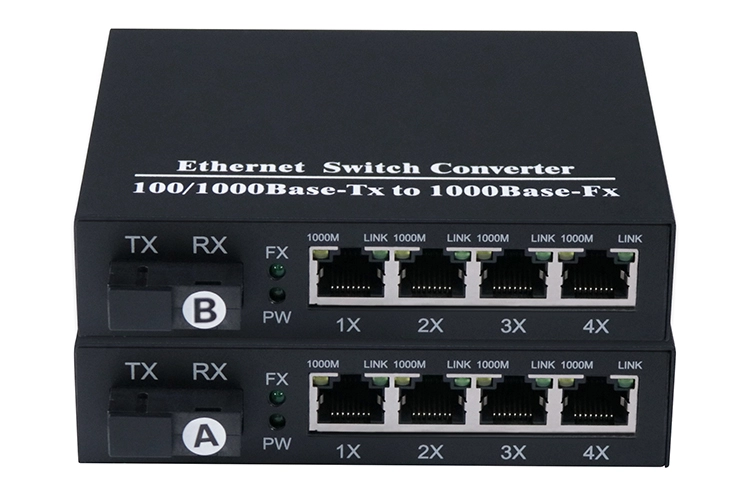 Ethernet Switch Converter
100/1000Base-Tx to 1000Base-Fx
TX RX
B
FX
PW
1000M LINK 1000M LINK 1000M LINK 1000M LINK
1X 2X 3X 4X
TX RX
A
FX
PW
1000M LINK 1000M LINK 1000M LINK 1000M LINK
1X 2X 3X 4X